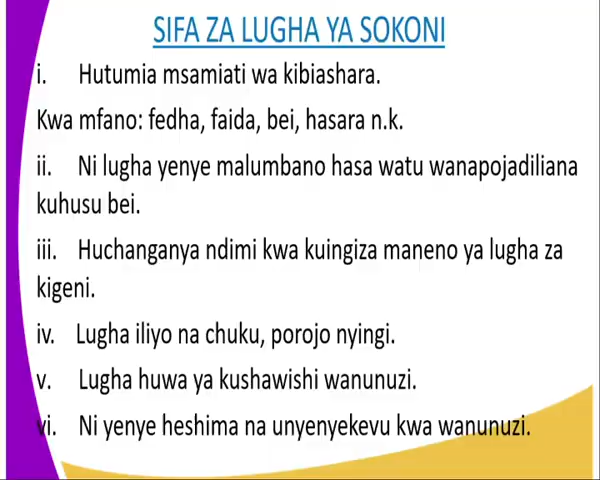 SIFA ZA LUGHA YA SOKONI
i. Hutumia msamiati wa kibiashara.
Kwa mfano: fedha, faida, bei, hasara n.k.
ii. Ni lugha yenye malumbano hasa watu wanapojadiliana
kuhusu bei.
iii. Huchanganya ndimi kwa kuingiza maneno ya lugha za
kigeni.
iv. Lugha iliyo na chuku, porojo nyingi.
v. Lugha huwa ya kushawishi wanunuzi.
vi. Ni yenye heshima na unyenyekevu kwa wanunuzi.